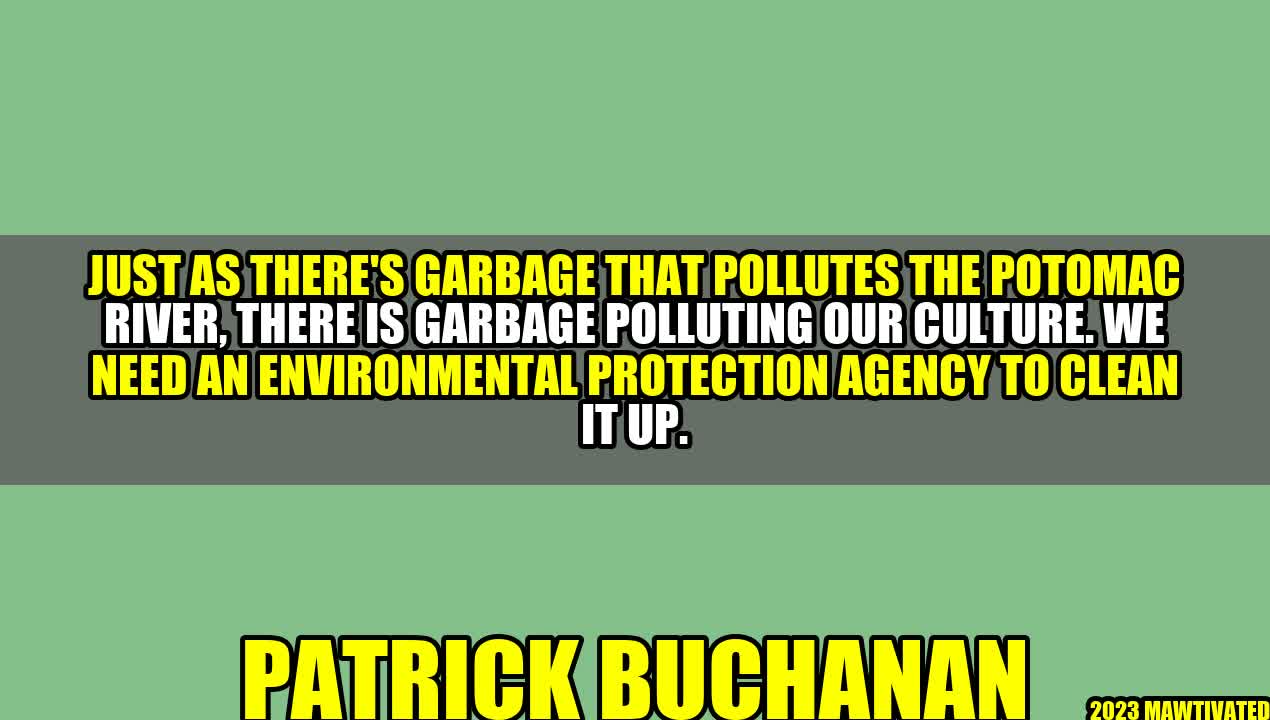 JUST AS THERE'S GARBAGE THAT POLLUTES THE POTOMAC
RIVER, THERE IS GARBAGE POLLUTING OUR CULTURE. WE
NEED AN ENVIRONMENTAL PROTECTION AGENCY TO CLEAN
IT UP.
PATRICK BUCHANAN
2023 MAWTIVATED